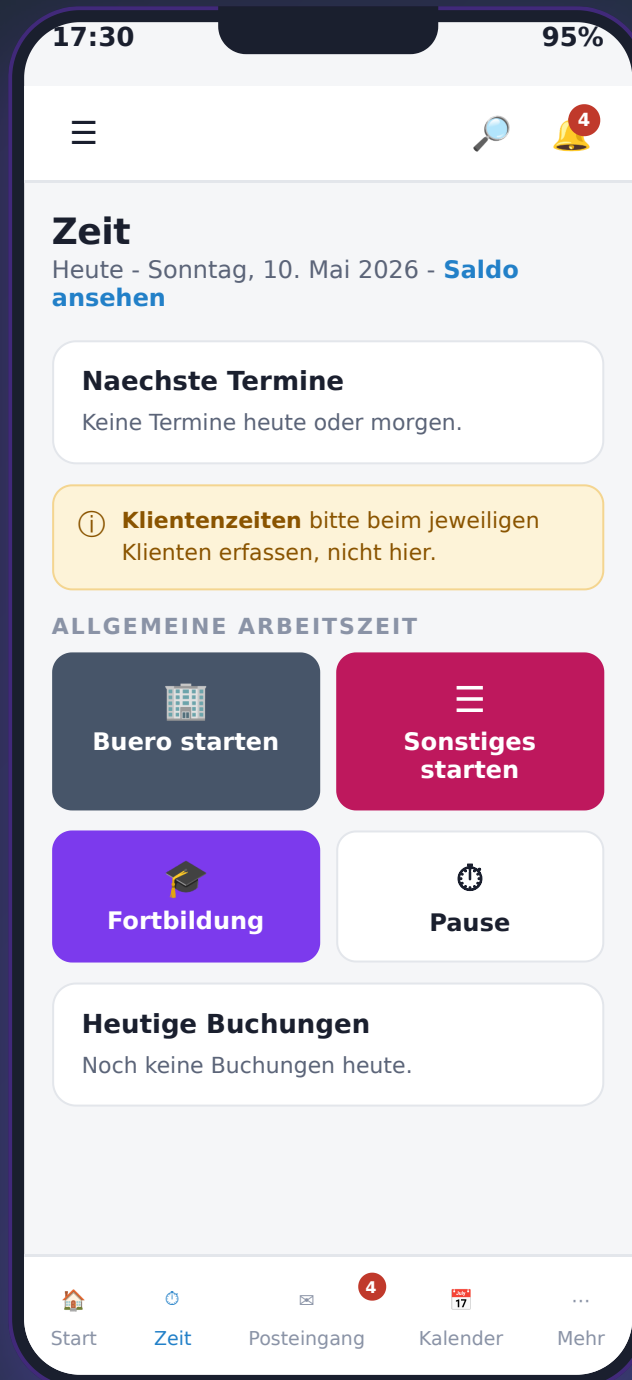 17:30
95%
4
Zeit
Heute - Sonntag, 10. Mai 2026 - Saldo
ansehen
Naechste Termine
Keine Termine heute oder morgen.
Klientenzeiten bitte beim jeweiligen
Klienten erfassen, nicht hier.
ALLGEMEINE ARBEITSZEIT
Buero starten
Sonstiges
starten
Fortbildung
Pause
Heutige Buchungen
Noch keine Buchungen heute.
4
Start
Zeit
Posteingang
Kalender
Mehr